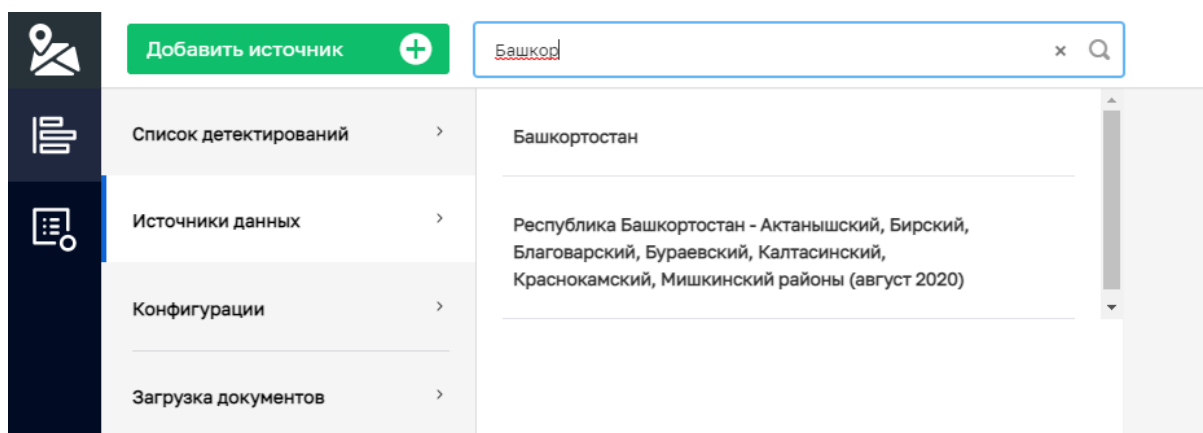 Добавить источник
Башкор
Список детектирований
Источники данных
Конфигурации
Загрузка документов
Башкортостан
Республика Башкортостан - Актанышский, Бирский,
Благоварский, Бураевский, Калтасинский,
Краснокамский, Мишкинский районы (август 2020)